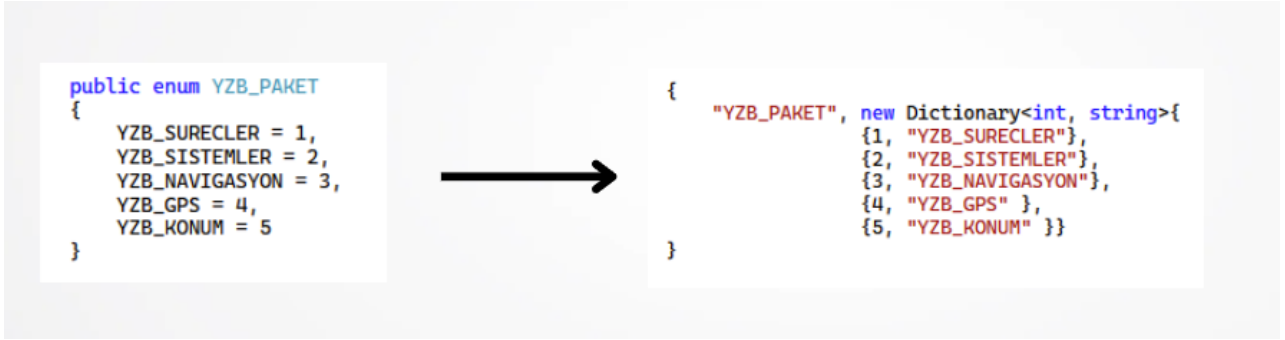 public enum YZB_PAKET
{
YZB_SURECLER = 1,
YZB_SISTEMLER = 2,
YZB_NAVIGASYON = 3,
YZB_GPS = 4,
YZB_KONUM = 5
}
{
"YZB_PAKET", new Dictionary<int, string>{
{1, "YZB_SURECLER"},
{2, "YZB_SISTEMLER"},
{3, "YZB_NAVIGASYON"},
{4, "YZB_GPS" },
{5, "YZB_KONUM" }}
}